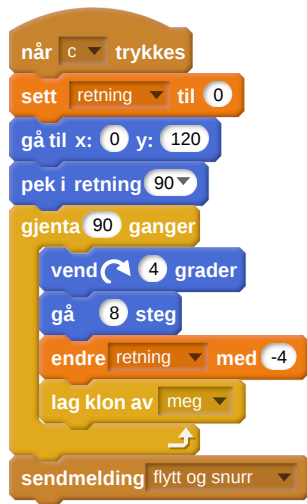 når c trykkes
sett retning til 0
gå til x: 0 y: 120
pek i retning 90
gjenta 90 ganger
vend 4 grader
gå 8 steg
endre retning med -4
lag klon av meg
sendmelding flytt og snurr